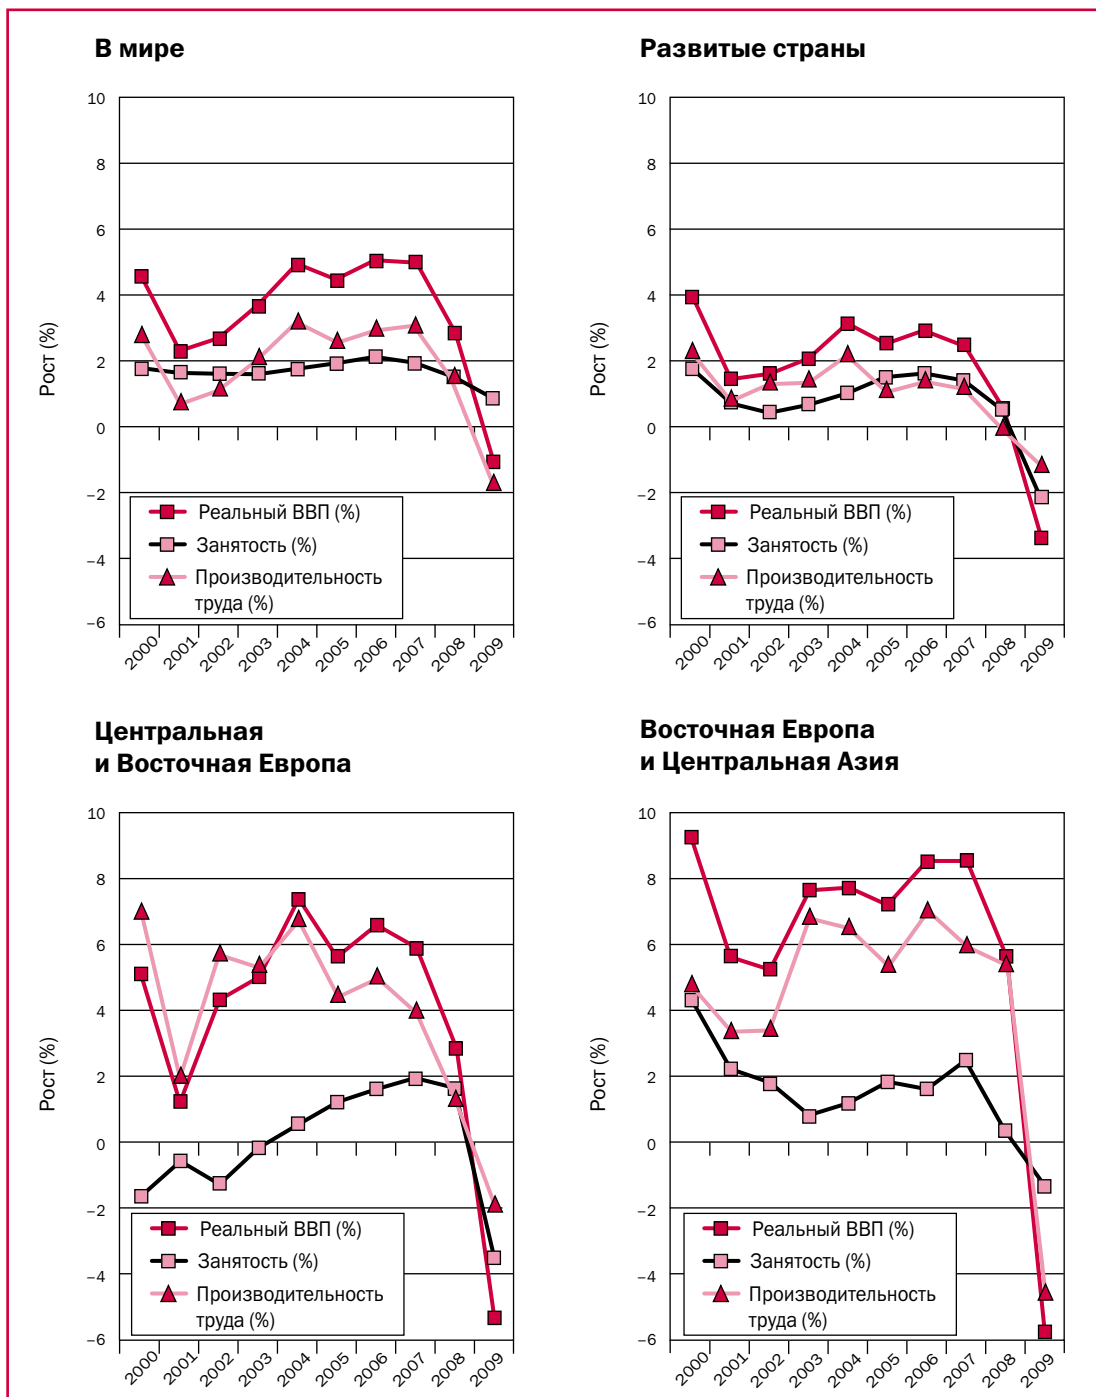 В мире
10
8
6
4
2
0
–2
–4
–6
Рост (%)
Реальный ВВП (%)
Занятость (%)
Производительность
труда (%)
2000
2001
2002
2003
2004
2005
2006
2007
2008
2009
Развитые страны
10
8
6
4
2
0
–2
–4
–6
Рост (%)
Реальный ВВП (%)
Занятость (%)
Производительность
труда (%)
2000
2001
2002
2003
2004
2005
2006
2007
2008
2009
Центральная
и Восточная Европа
10
8
6
4
2
0
–2
–4
–6
Рост (%)
Реальный ВВП (%)
Занятость (%)
Производительность
труда (%)
2000
2001
2002
2003
2004
2005
2006
2007
2008
2009
Восточная Европа
и Центральная Азия
10
8
6
4
2
0
–2
–4
–6
Рост (%)
Реальный ВВП (%)
Занятость (%)
Производительность
труда (%)
2000
2001
2002
2003
2004
2005
2006
2007
2008
2009